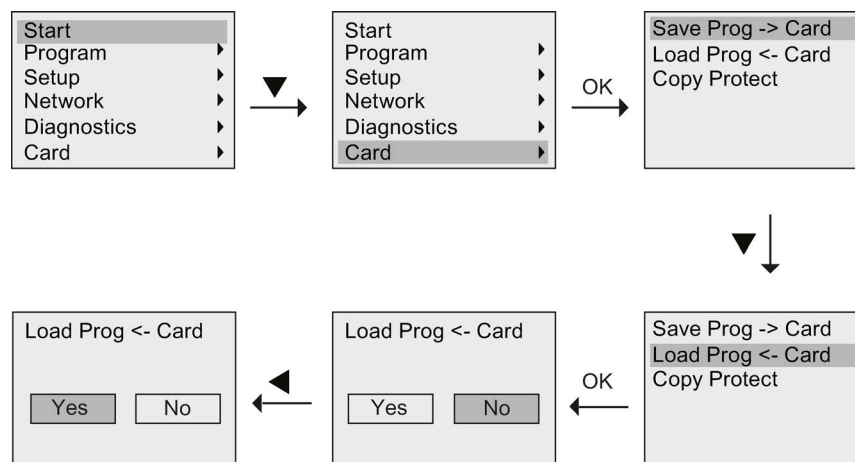 Start
Program
Setup
Network
Diagnostics
Card
Start
Program
Setup
Network
Diagnostics
Card
OK
Save Prog -> Card
Load Prog <- Card
Copy Protect
Save Prog -> Card
Load Prog <- Card
Copy Protect
OK
Load Prog <- Card
Yes No
Load Prog <- Card
Yes No